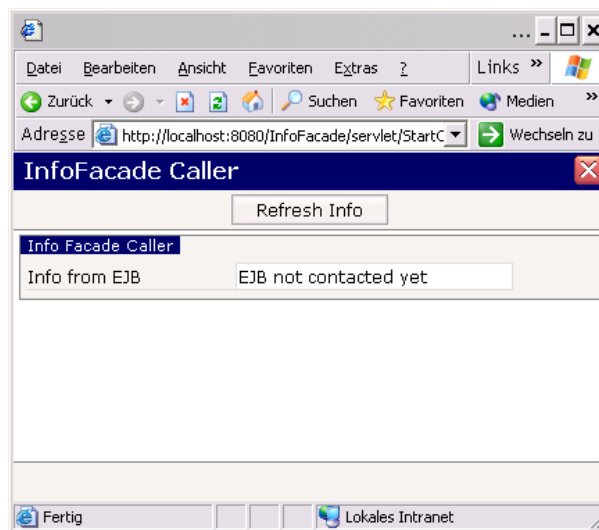 ...
Datei Bearbeiten Ansicht Favoriten Extras ? Links »
Zurück Suchen Favoriten Medien »
Adresse http://localhost:8080/InfoFacade/servlet/StartC Wechseln zu
InfoFacade Caller
Refresh Info
Info Facade Caller
Info from EJB EJB not contacted yet
Fertig Lokales Intranet